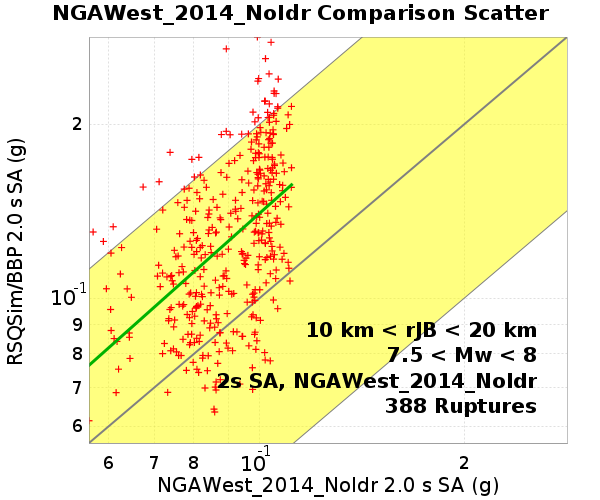 NGAWest_2014_NoIdr Comparison Scatter
RSQSim/BBP 2.0 s SA (g)
2
10⁻¹
9
8
7
6
10 km < rJB < 20 km
7.5 < Mw < 8
2s SA, NGAWest_2014_NoIdr
388 Ruptures
6 7 8 10⁻¹ 2
NGAWest_2014_NoIdr 2.0 s SA (g)